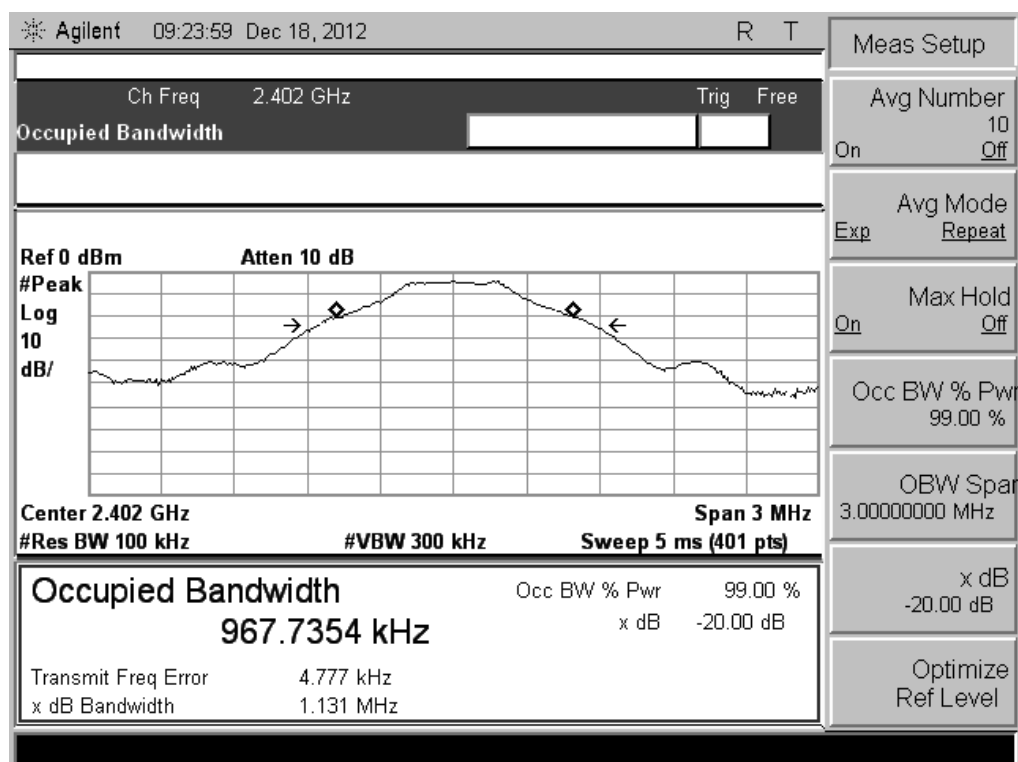 Agilent 09:23:59 Dec 18, 2012 R T
Ch Freq 2.402 GHz Trig Free
Occupied Bandwidth
Ref 0 dBm Atten 10 dB
#Peak
Log
10
dB/
Center 2.402 GHz Span 3 MHz
#Res BW 100 kHz #VBW 300 kHz Sweep 5 ms (401 pts)
Occupied Bandwidth Occ BW % Pwr 99.00 %
967.7354 kHz x dB -20.00 dB
Transmit Freq Error 4.777 kHz
x dB Bandwidth 1.131 MHz
Meas Setup
Avg Number
10
On Off
Avg Mode
Exp Repeat
Max Hold
On Off
Occ BW % Pwr
99.00 %
OBW Span
3.00000000 MHz
x dB
-20.00 dB
Optimize
Ref Level